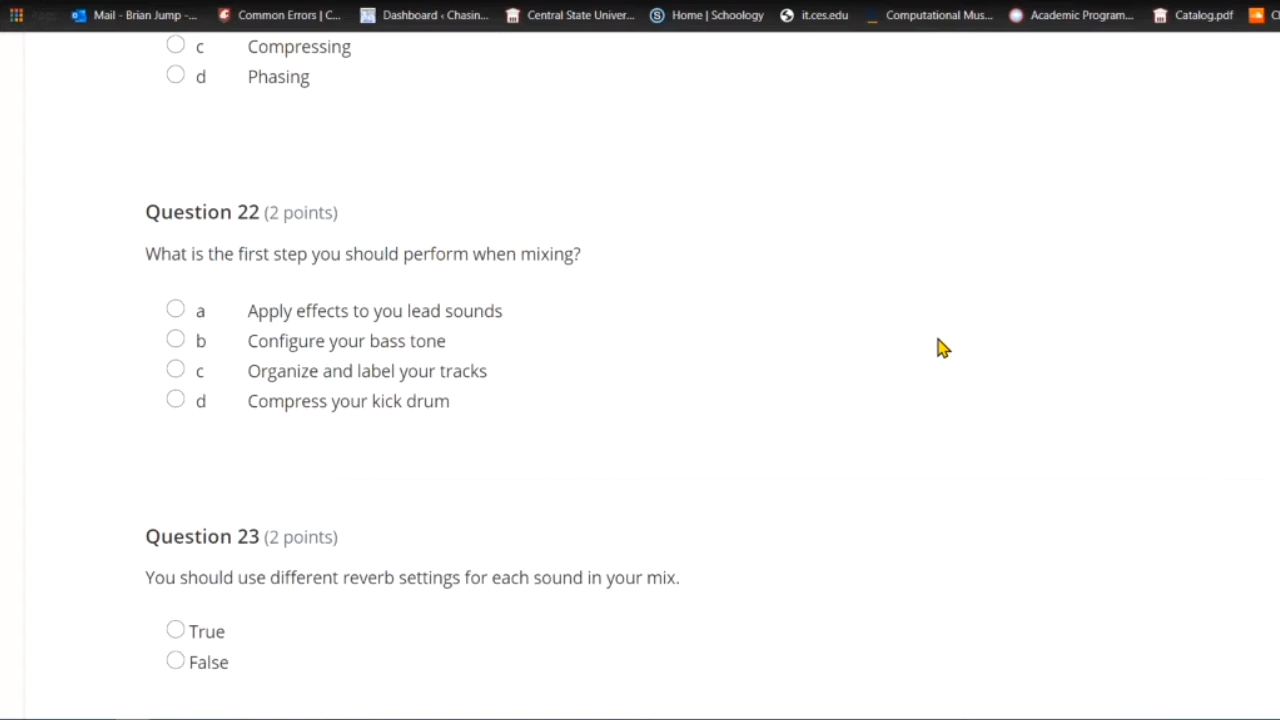 Mail - Brian Jump -...
Common Errors | C...
Dashboard ‹ Chasin...
Central State Univer...
Home | Schoology
it.ces.edu
Computational Mus...
Academic Program...
Catalog.pdf
c Compressing
d Phasing
Question 22 (2 points)
What is the first step you should perform when mixing?
a Apply effects to you lead sounds
b Configure your bass tone
c Organize and label your tracks
d Compress your kick drum
Question 23 (2 points)
You should use different reverb settings for each sound in your mix.
True
False